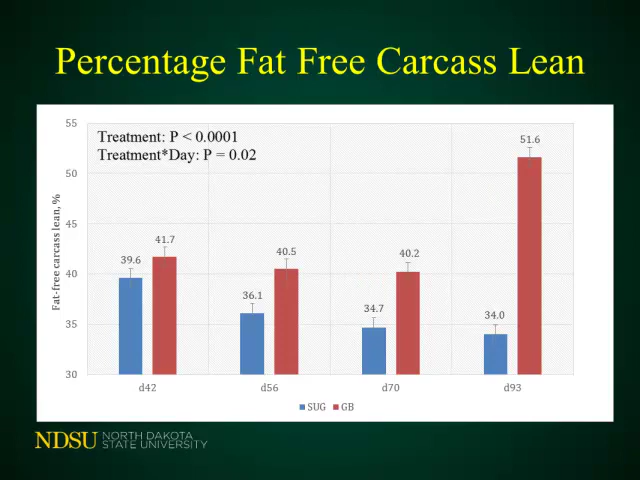 Percentage Fat Free Carcass Lean
Treatment: P < 0.0001
Treatment*Day: P = 0.02
Fat-free carcass lean, %
55
50
45
40
35
30
39.6
41.7
36.1
40.5
34.7
40.2
34.0
51.6
d42
d56
d70
d93
SUG
GB
NDSU NORTH DAKOTA
STATE UNIVERSITY